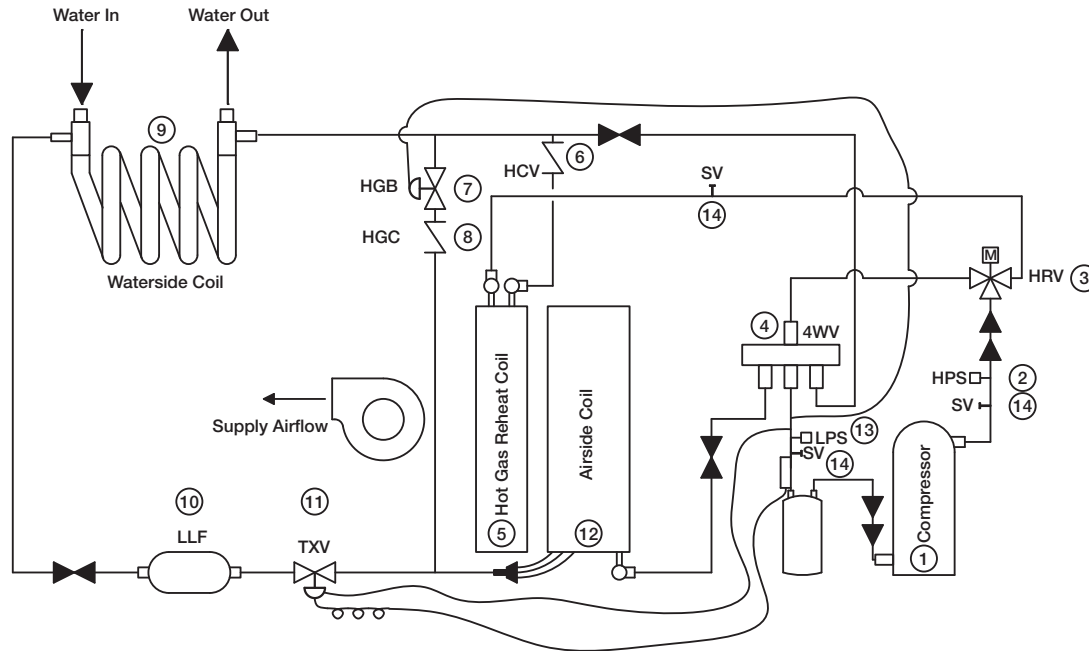 Water In
Water Out
9
Waterside Coil
HCV
6
HGB
7
HGC
8
SV
14
M
HRV
3
4
4WV
HPS
2
SV
14
Supply Airflow
Hot Gas Reheat Coil
5
Airside Coil
12
LPS
13
SV
14
Compressor
1
10
LLF
11
TXV